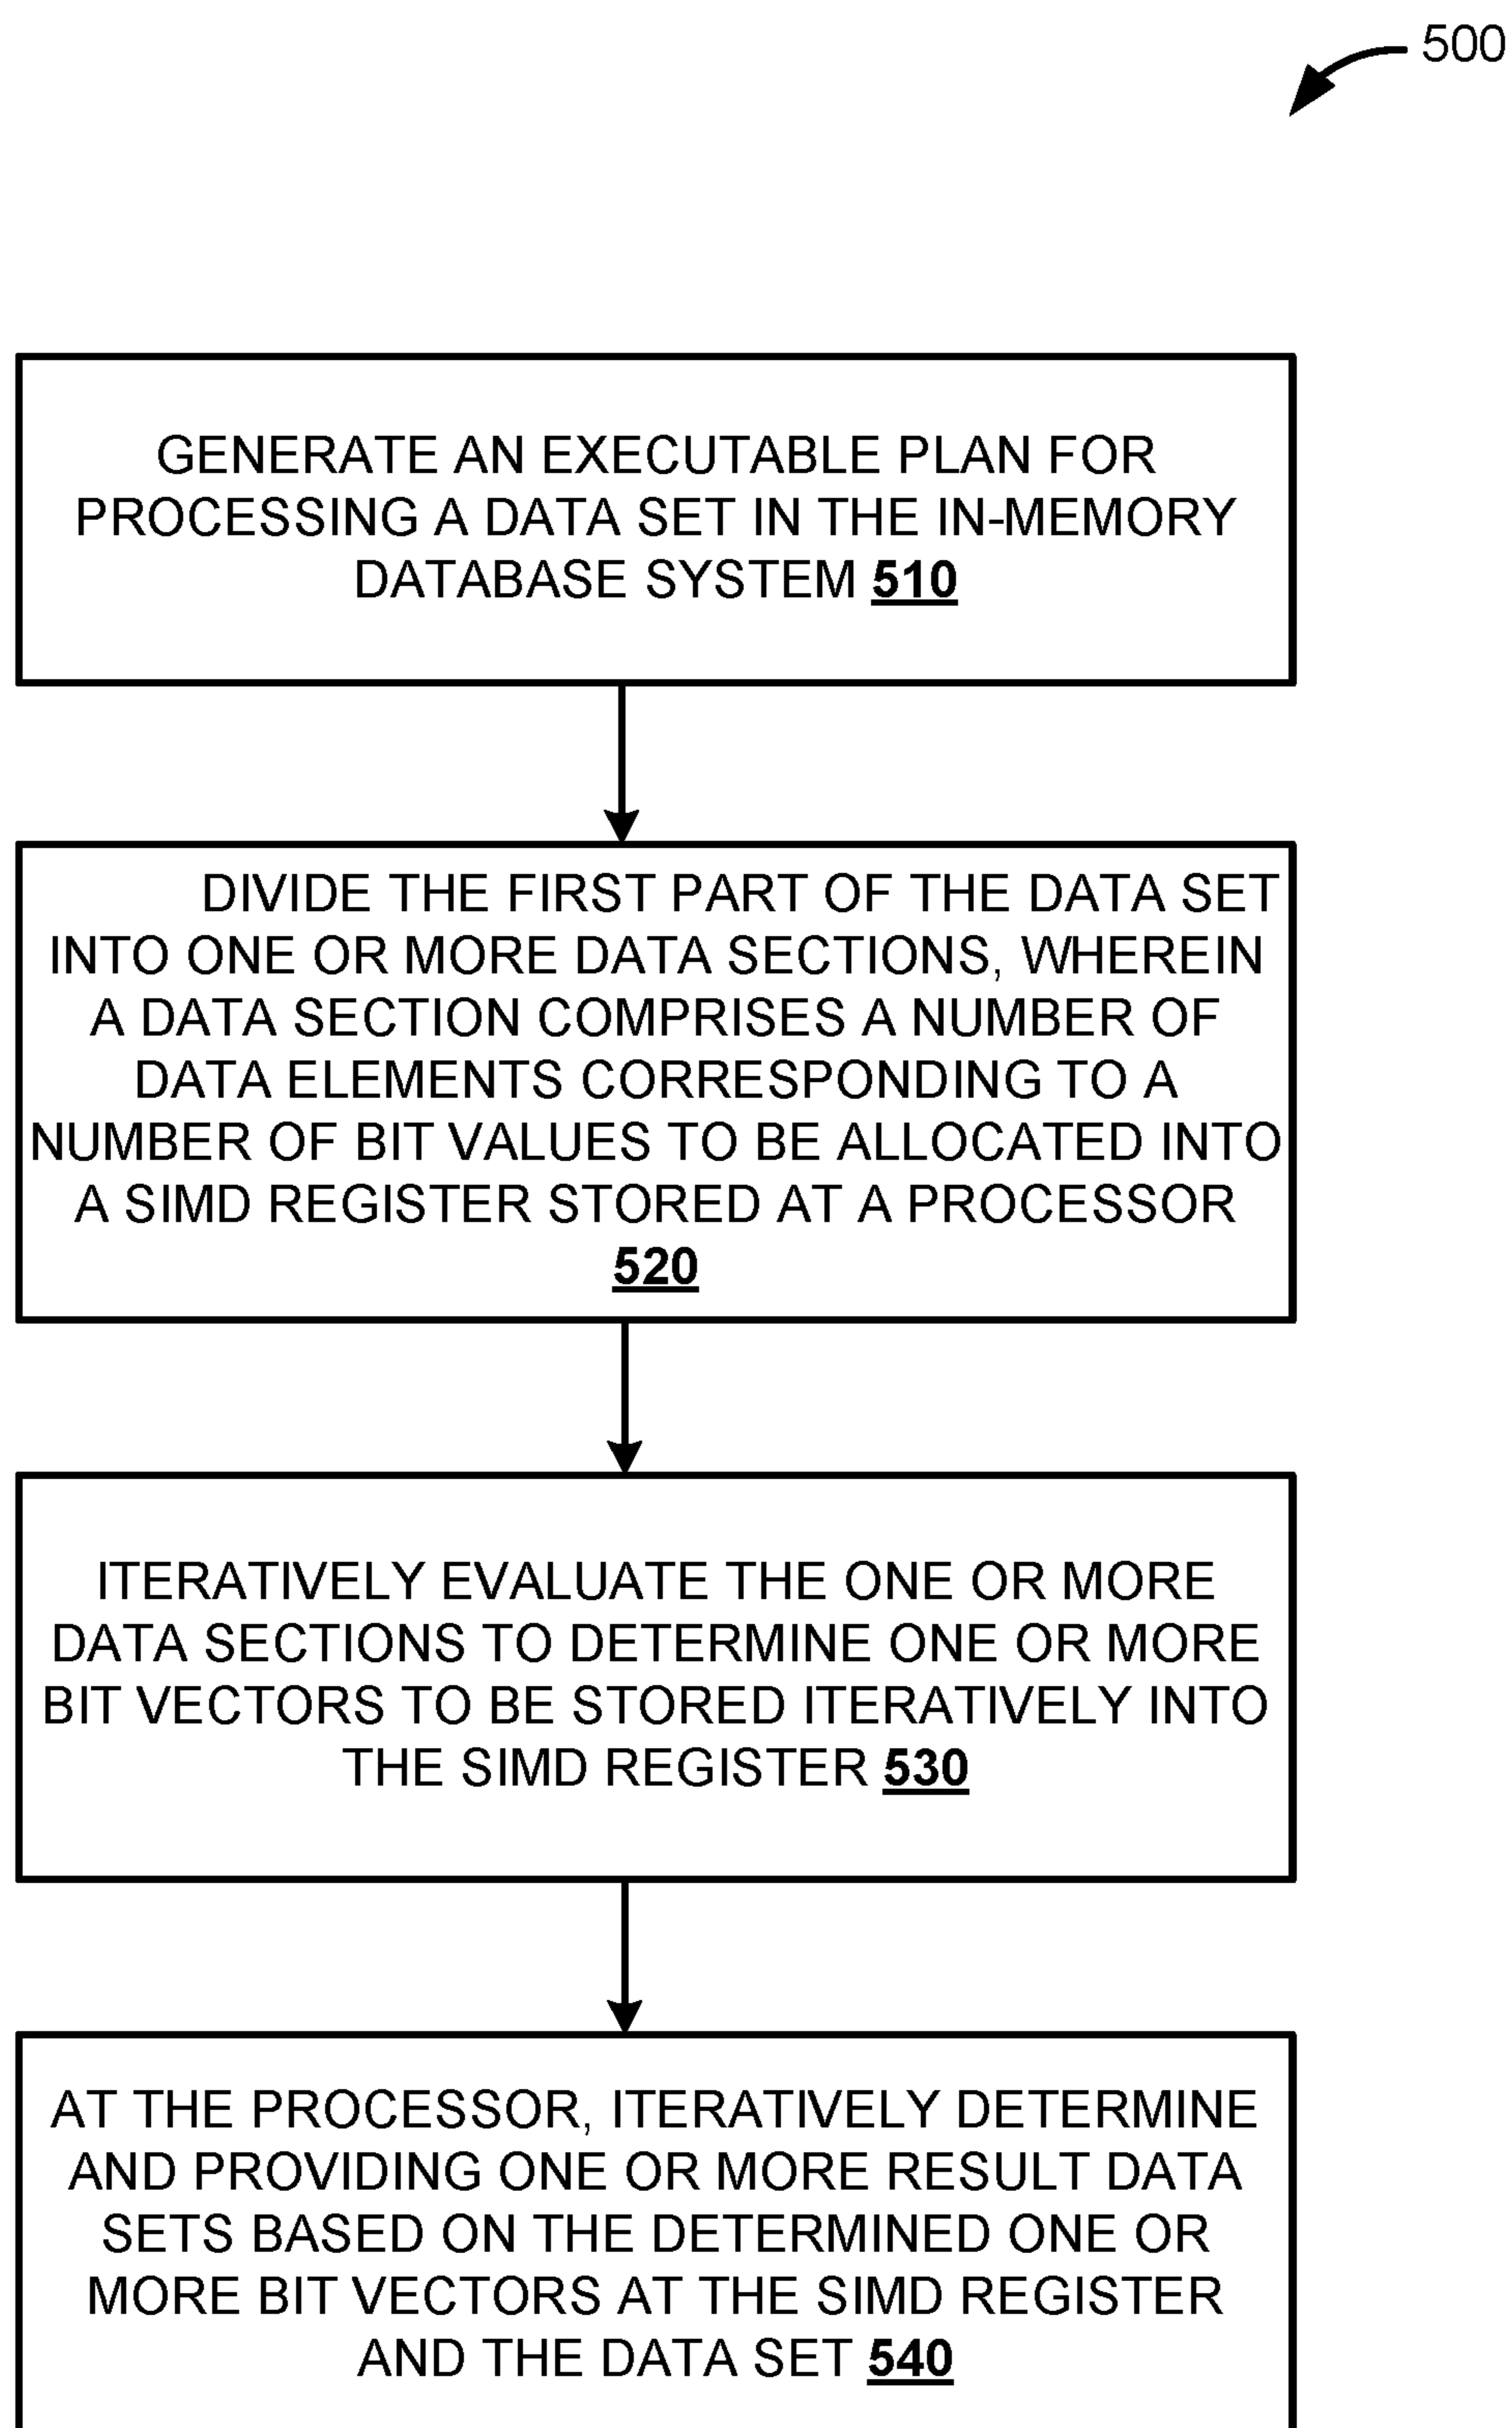 500
GENERATE AN EXECUTABLE PLAN FOR
PROCESSING A DATA SET IN THE IN-MEMORY
DATABASE SYSTEM 510
DIVIDE THE FIRST PART OF THE DATA SET
INTO ONE OR MORE DATA SECTIONS, WHEREIN
A DATA SECTION COMPRISES A NUMBER OF
DATA ELEMENTS CORRESPONDING TO A
NUMBER OF BIT VALUES TO BE ALLOCATED INTO
A SIMD REGISTER STORED AT A PROCESSOR
520
ITERATIVELY EVALUATE THE ONE OR MORE
DATA SECTIONS TO DETERMINE ONE OR MORE
BIT VECTORS TO BE STORED ITERATIVELY INTO
THE SIMD REGISTER 530
AT THE PROCESSOR, ITERATIVELY DETERMINE
AND PROVIDING ONE OR MORE RESULT DATA
SETS BASED ON THE DETERMINED ONE OR
MORE BIT VECTORS AT THE SIMD REGISTER
AND THE DATA SET 540